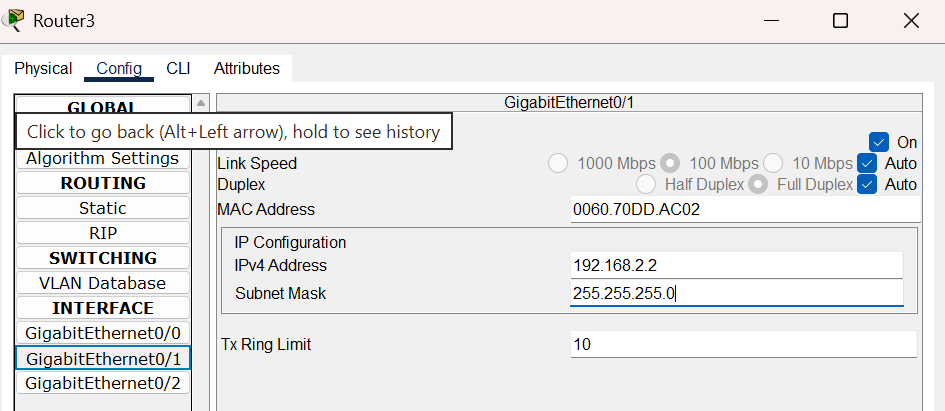 Router3
Physical Config CLI Attributes
GLOBAL
Click to go back (Alt+Left arrow), hold to see history
Algorithm Settings
ROUTING
Static
RIP
SWITCHING
VLAN Database
INTERFACE
GigabitEthernet0/0
GigabitEthernet0/1
GigabitEthernet0/2
GigabitEthernet0/1
On
Link Speed 1000 Mbps 100 Mbps 10 Mbps Auto
Duplex Half Duplex Full Duplex Auto
MAC Address 0060.70DD.AC02
IP Configuration
IPv4 Address 192.168.2.2
Subnet Mask 255.255.255.0
Tx Ring Limit 10